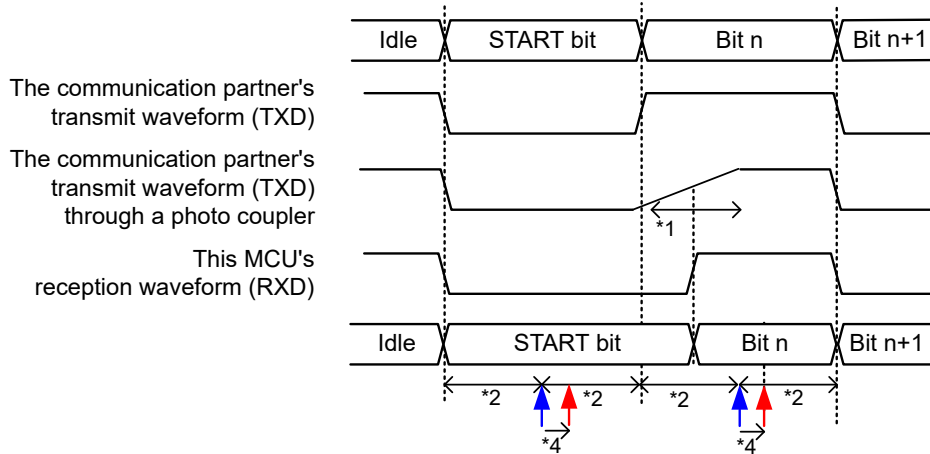 Idle
START bit
Bit n
Bit n+1
The communication partner's
transmit waveform (TXD)
The communication partner's
transmit waveform (TXD)
through a photo coupler
*1
This MCU's
reception waveform (RXD)
Idle
START bit
Bit n
Bit n+1
*2
*2
*2
*2
*4
*4